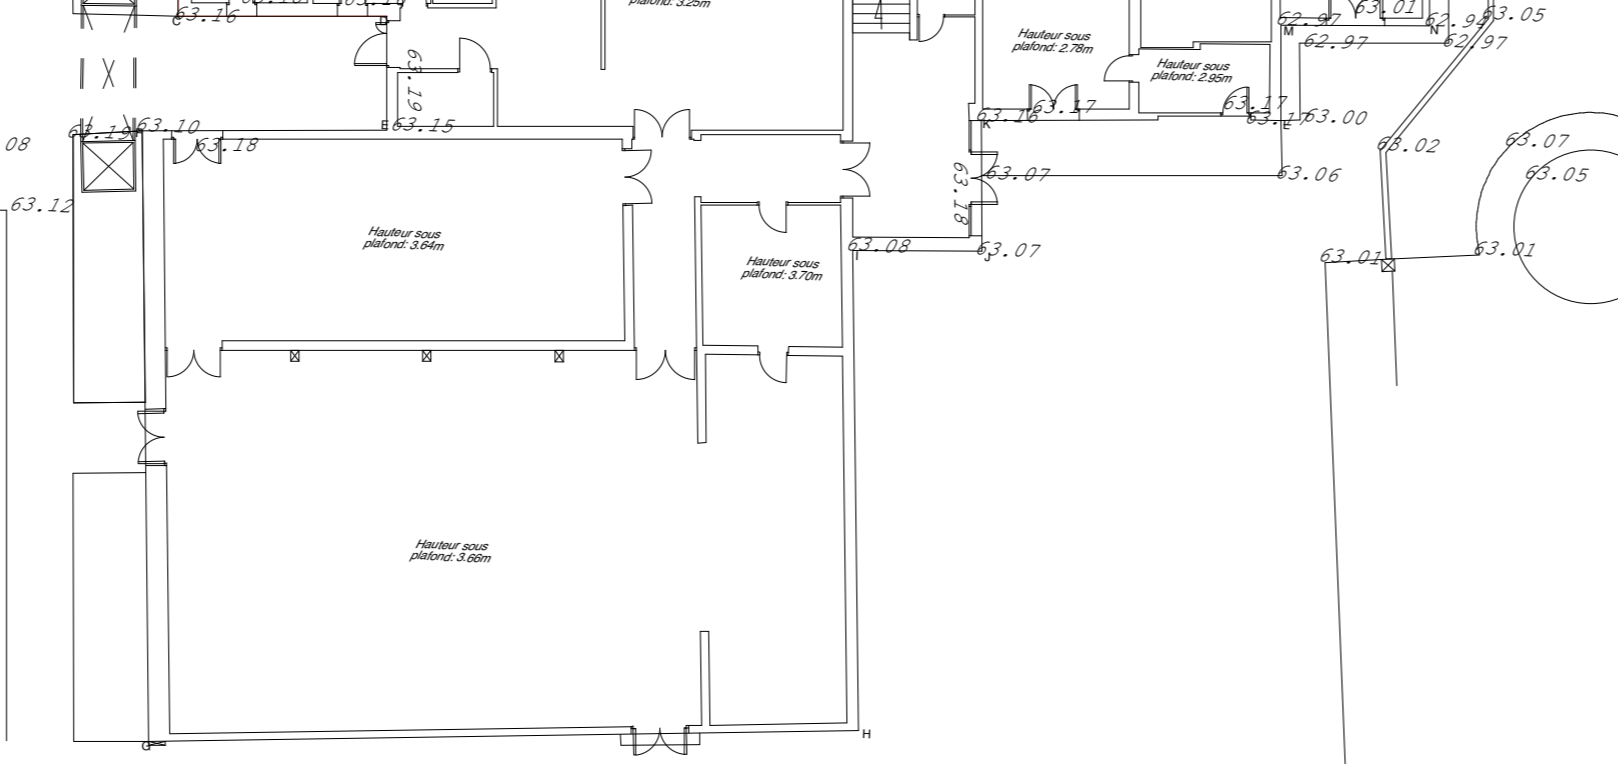 63.16
plafond: 3.25m
63.01
62.97
62.94
63.05
M
N
62.97
62.97
Hauteur sous
plafond: 2.78m
Hauteur sous
plafond: 2.95m
63.19
63.16
63.17
63.17
63.17
63.00
K
63.19
63.10
E
63.15
63.18
08
63.02
63.07
63.05
63.07
63.06
63.18
63.12
Hauteur sous
plafond: 3.64m
63.08
I
63.07
J
63.01
63.01
Hauteur sous
plafond: 3.70m
Hauteur sous
plafond: 3.66m
G
H